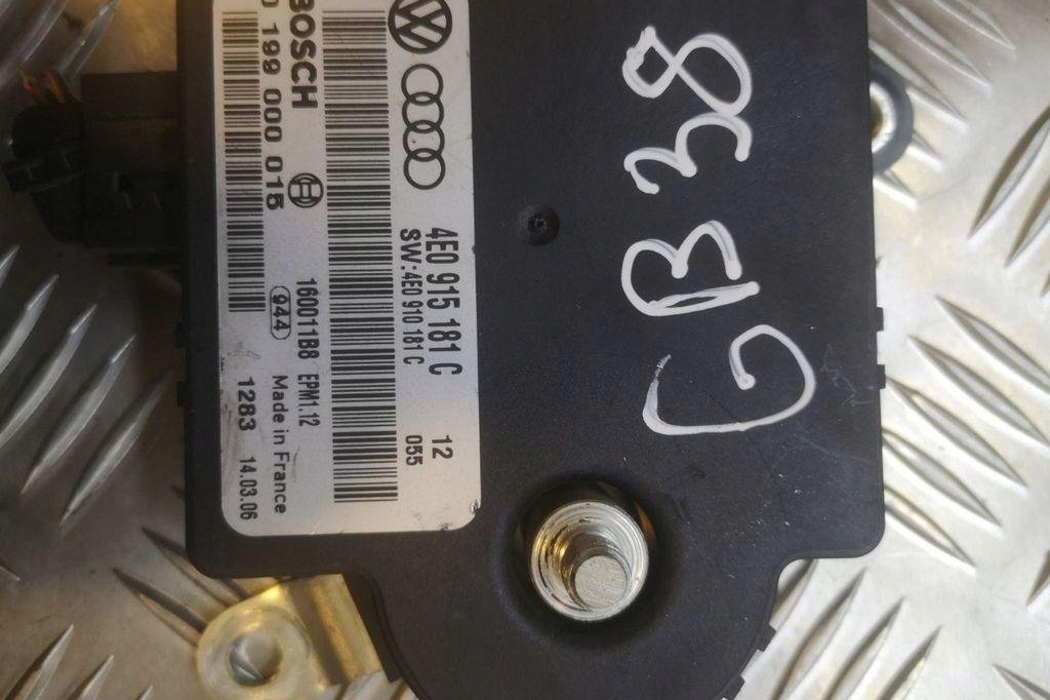 4E0 915 181 C 12
SW:4E0 910 181 C 055
160011B8 EPM1.12
BOSCH
944 Made in France
0 199 000 015
1283 14.03.06
GB38